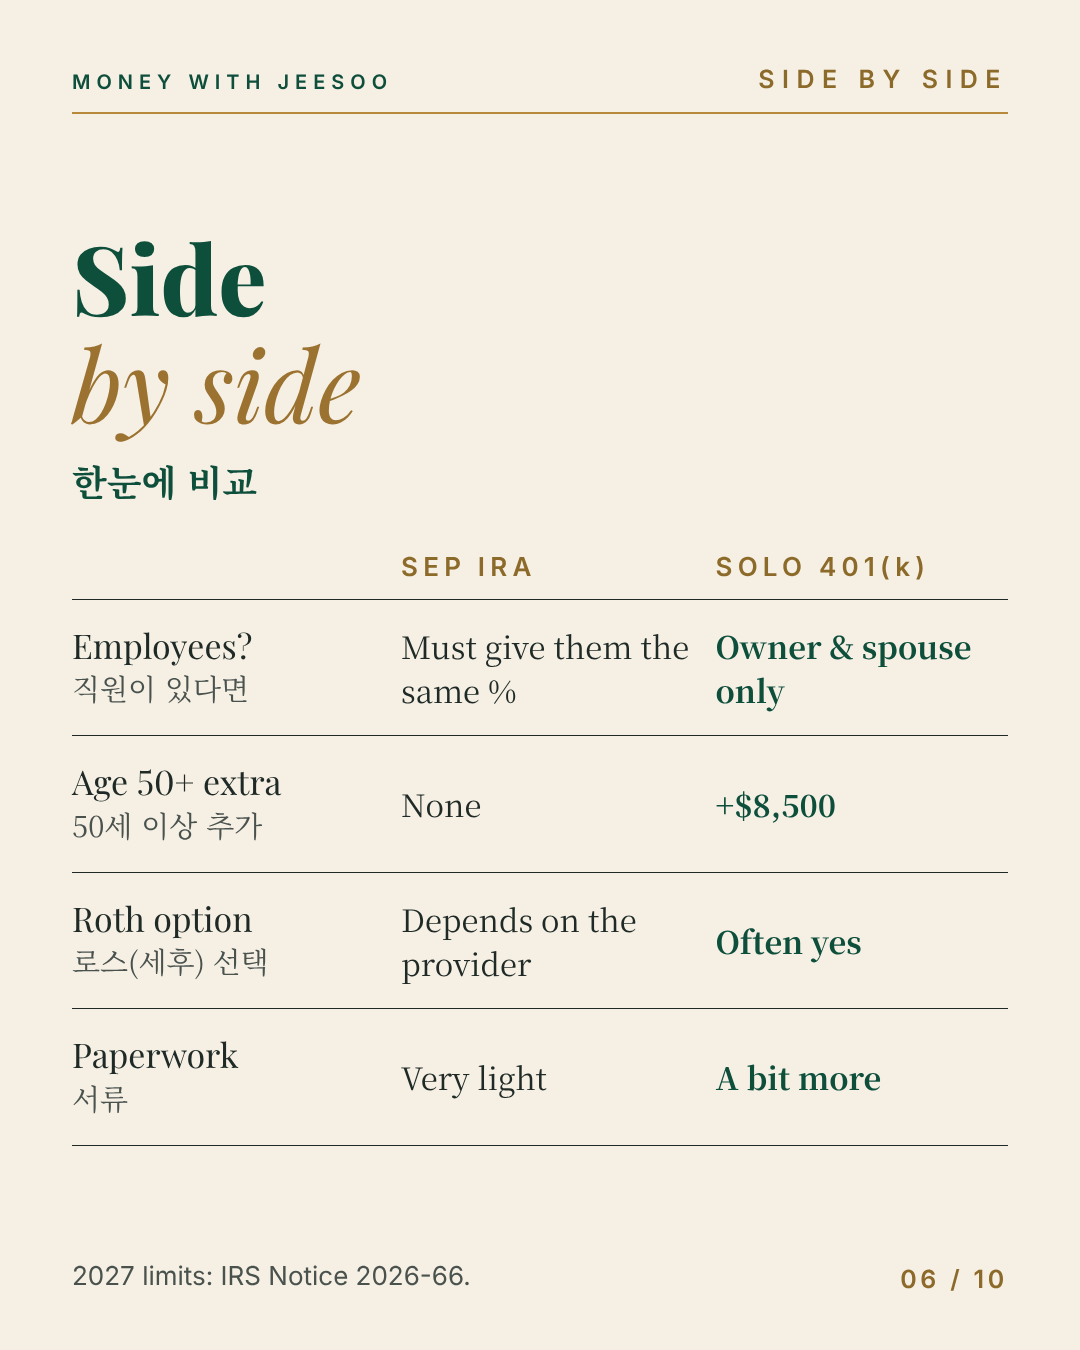 MONEY WITH JEESOO
SIDE BY SIDE
Side
by side
한눈에 비교
SEP IRA
SOLO 401(k)
Employees?
직원이 있다면
Must give them the
same %
Owner & spouse
only
Age 50+ extra
50세 이상 추가
None
+$8,500
Roth option
로스(세후) 선택
Depends on the
provider
Often yes
Paperwork
서류
Very light
A bit more
2027 limits: IRS Notice 2026-66.
06 / 10